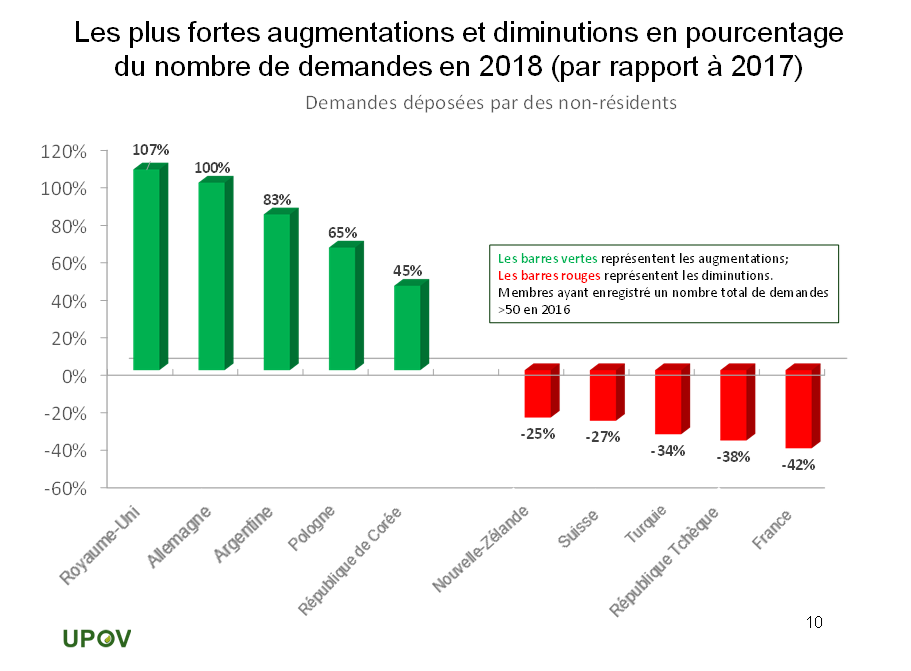 Les plus fortes augmentations et diminutions en pourcentage
du nombre de demandes en 2018 (par rapport à 2017)
Demandes déposées par des non-résidents
120%
100%
80%
60%
40%
20%
0%
-20%
-40%
-60%
107%
100%
83%
65%
45%
-25%
-27%
-34%
-38%
-42%
Les barres vertes représentent les augmentations;
Les barres rouges représentent les diminutions.
Membres ayant enregistré un nombre total de demandes
>50 en 2016
Royaume-Uni
Allemagne
Argentine
Pologne
République de Corée
Nouvelle-Zélande
Suisse
Turquie
République Tchèque
France
UPOV
10